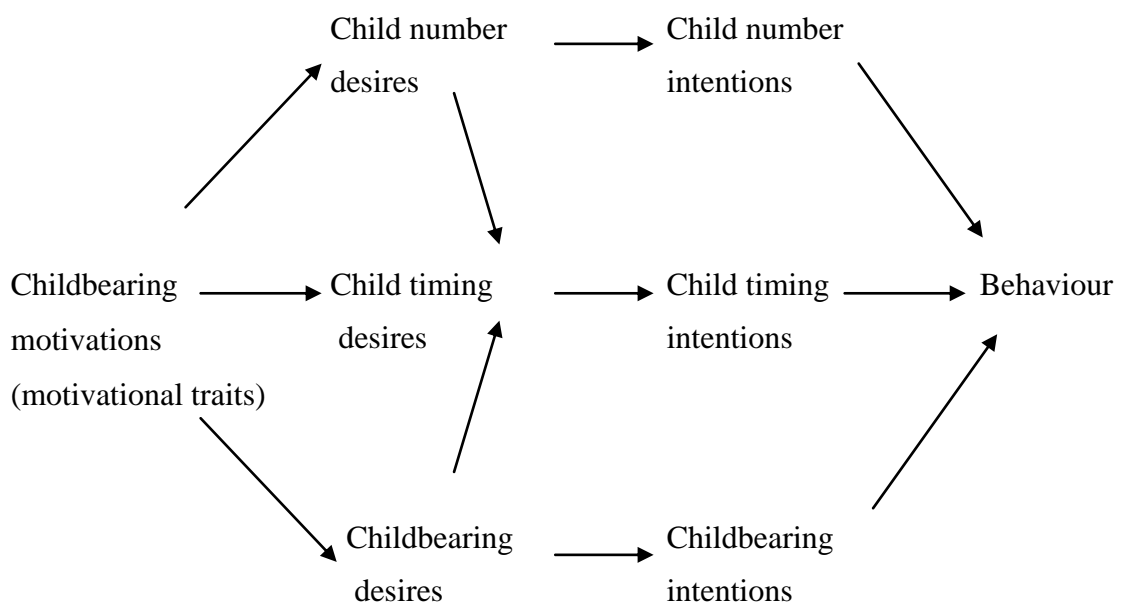 Child number
desires
Child number
intentions
Childbearing
motivations
(motivational traits)
Child timing
desires
Child timing
intentions
Behaviour
Childbearing
desires
Childbearing
intentions